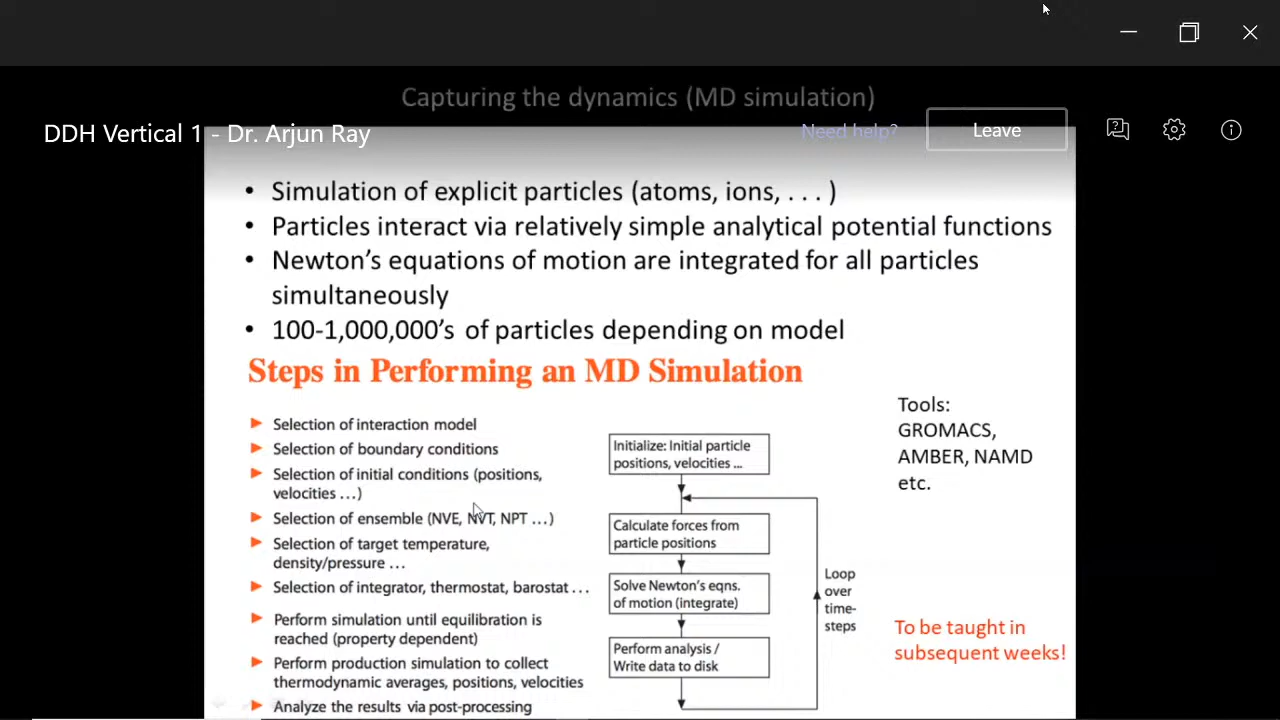 Capturing the dynamics (MD simulation)
DDH Vertical 1 - Dr. Arjun Ray
Need help?
Leave
• Simulation of explicit particles (atoms, ions, . . . )
• Particles interact via relatively simple analytical potential functions
• Newton's equations of motion are integrated for all particles
simultaneously
• 100-1,000,000's of particles depending on model
Steps in Performing an MD Simulation
Selection of interaction model
Selection of boundary conditions
Selection of initial conditions (positions,
velocities ...)
Selection of ensemble (NVE, NVT, NPT ...)
Selection of target temperature,
density/pressure ...
Selection of integrator, thermostat, barostat ...
Perform simulation until equilibration is
reached (property dependent)
Perform production simulation to collect
thermodynamic averages, positions, velocities
Analyze the results via post-processing
Initialize: Initial particle
positions, velocities ...
Calculate forces from
particle positions
Solve Newton's eqns.
of motion (integrate)
Perform analysis /
Write data to disk
Loop
over
time-
steps
Tools:
GROMACS,
AMBER, NAMD
etc.
To be taught in
subsequent weeks!